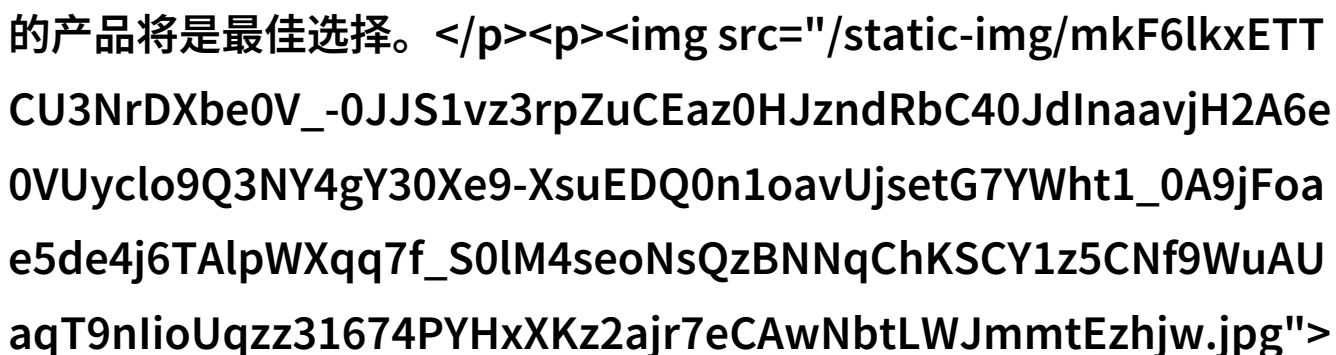 的产品将是最佳选择。</p><p><img src="/static-img/mkF6lkxETT
CU3NrDXbe0V_-0JJS1vz3rpZuCEaz0HJzndRbC40JdInaavjH2A6e
0VUyclo9Q3NY4gY30Xe9-XsuEDQ0n1oavUjsetG7YWht1_0A9jFoa
e5de4j6TAlpWXqq7f_S0lM4seoNsQzBNNqChKSCY1z5CNf9WuAU
aqT9nIioUqzz31674PYHxXKz2ajr7eCAwNbtLWJmmtEzhjw.jpg">